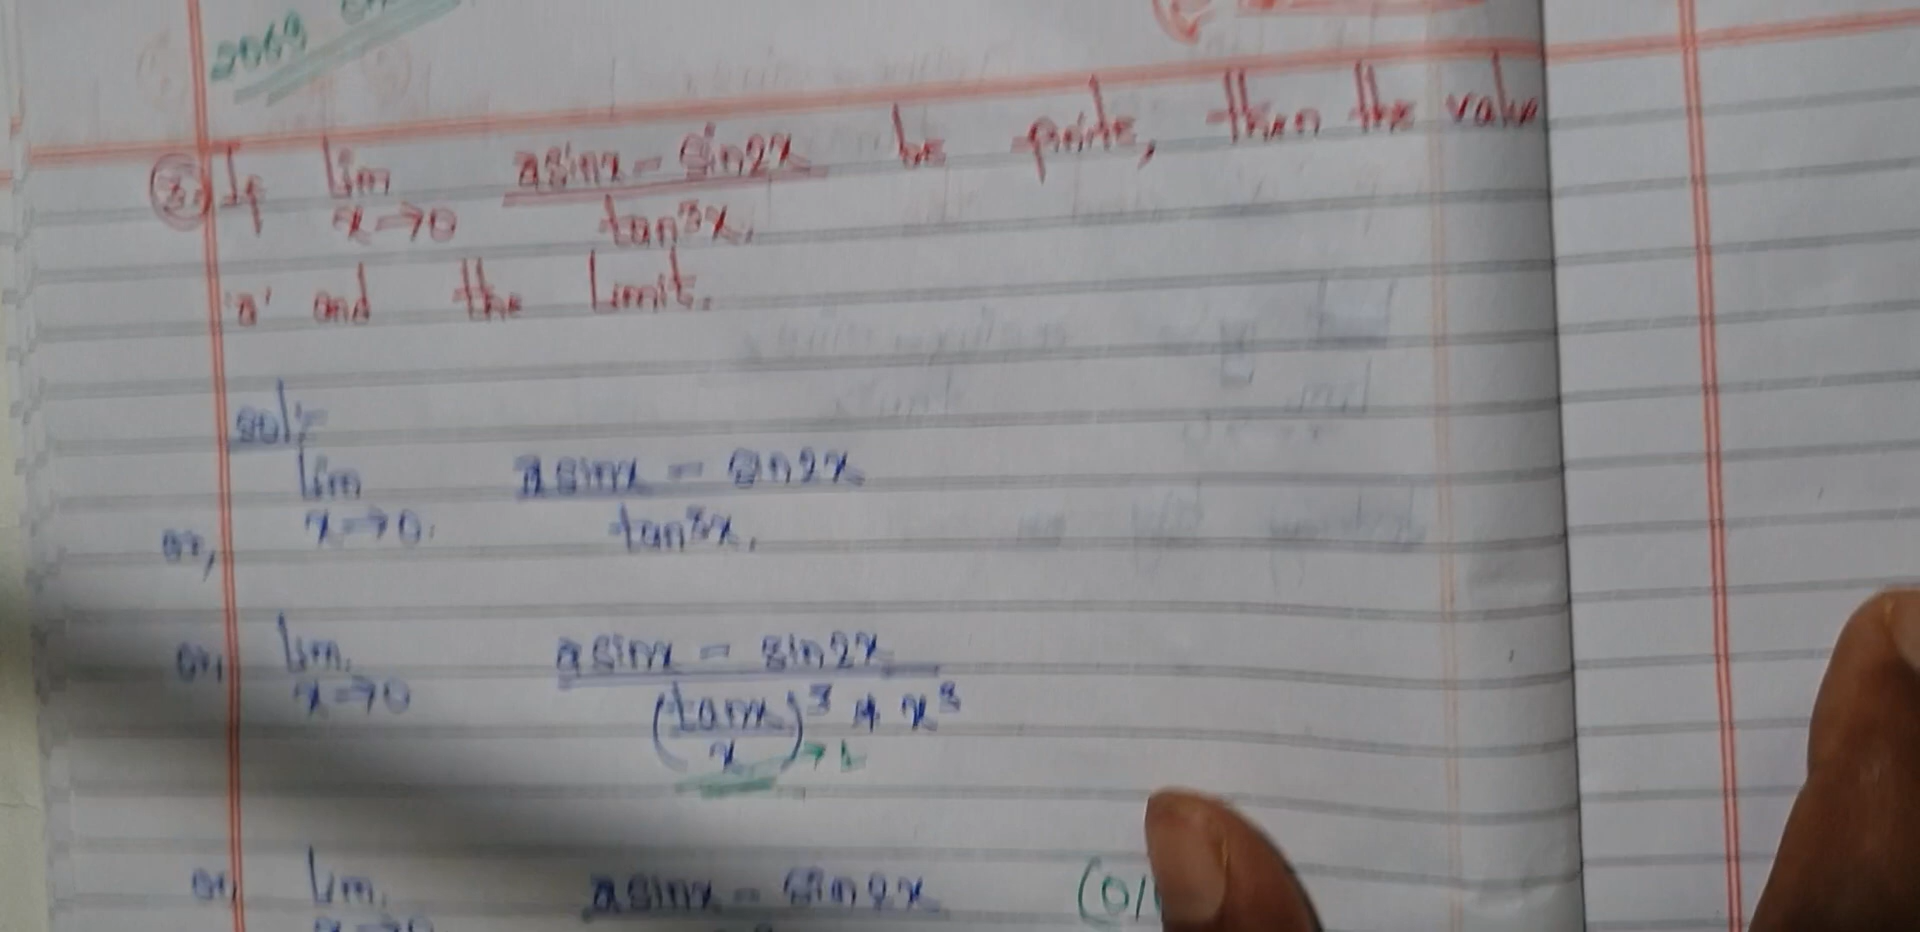 2069
3. If lim x→0 (a sinx - sin2x)/(tan³x) be finite, then the value
'a' and the limit.
sol:-
or, lim x→0 (a sinx - sin2x)/(tan³x)
or, lim x→0 (a sinx - sin2x)/((tanx/x)³ * x³) → 1
or, lim x→0 a sinx - sin2x (0/